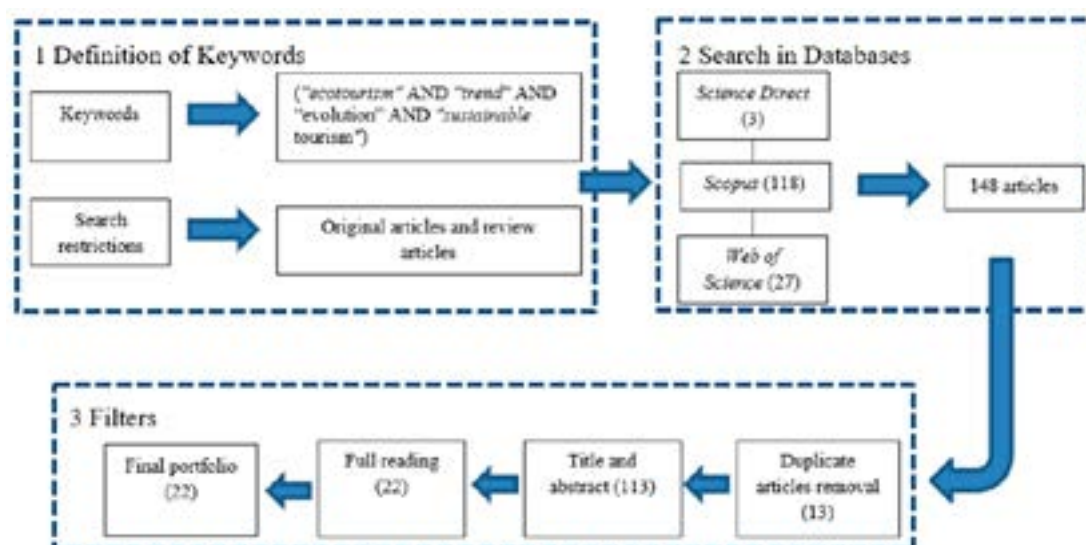 1 Definition of Keywords
Keywords
("ecotourism" AND "trend" AND
"evolution" AND "sustainable
tourism")
Search
restrictions
Original articles and review
articles
2 Search in Databases
Science Direct
(3)
Scopus (118)
Web of
Science (27)
148 articles
3 Filters
Final portfolio
(22)
Full reading
(22)
Title and
abstract (113)
Duplicate
articles removal
(13)